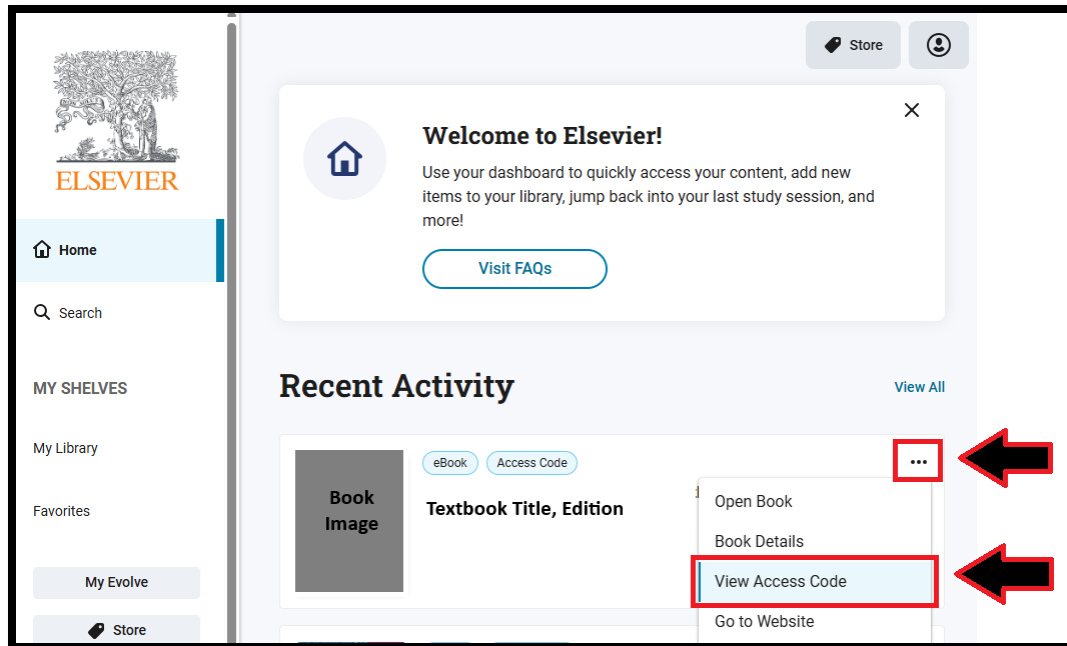 Store
ELSEVIER
Welcome to Elsevier!
Use your dashboard to quickly access your content, add new
items to your library, jump back into your last study session, and
more!
Visit FAQs
Home
Search
MY SHELVES
My Library
Favorites
My Evolve
Store
Recent Activity
View All
eBook
Access Code
Book
Image
Textbook Title, Edition
Open Book
Book Details
View Access Code
Go to Website